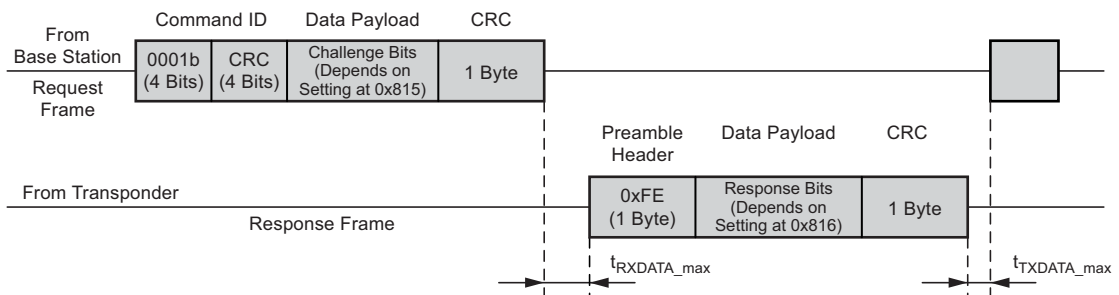 Command ID
Data Payload
CRC
From
Base Station
Request
Frame
0001b
(4 Bits)
CRC
(4 Bits)
Challenge Bits
(Depends on
Setting at 0x815)
1 Byte
Preamble
Header
Data Payload
CRC
From Transponder
Response Frame
0xFE
(1 Byte)
Response Bits
(Depends on
Setting at 0x816)
1 Byte
tRXDATA_max
tTXDATA_max